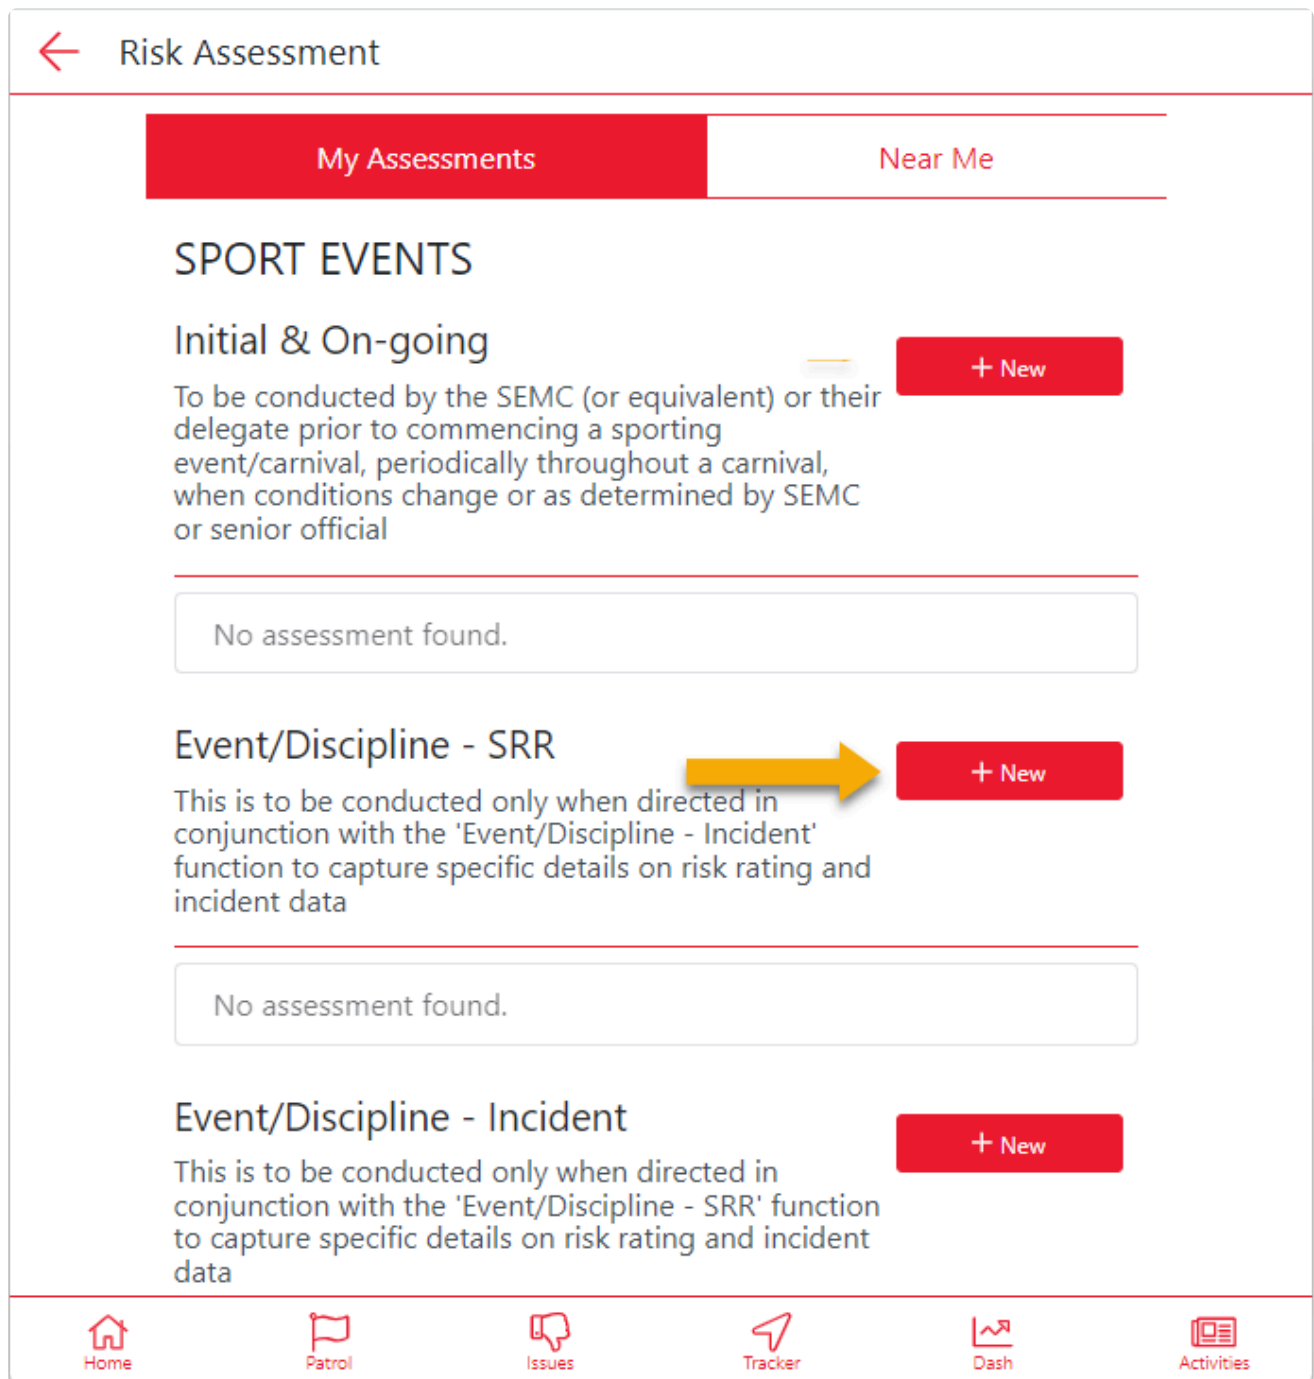 Risk Assessment
My Assessments
Near Me
SPORT EVENTS
Initial & On-going
+ New
To be conducted by the SEMC (or equivalent) or their
delegate prior to commencing a sporting
event/carnival, periodically throughout a carnival,
when conditions change or as determined by SEMC
or senior official
No assessment found.
Event/Discipline - SRR
+ New
This is to be conducted only when directed in
conjunction with the 'Event/Discipline - Incident'
function to capture specific details on risk rating and
incident data
No assessment found.
Event/Discipline - Incident
+ New
This is to be conducted only when directed in
conjunction with the 'Event/Discipline - SRR' function
to capture specific details on risk rating and incident
data
Home
Patrol
Issues
Tracker
Dash
Activities